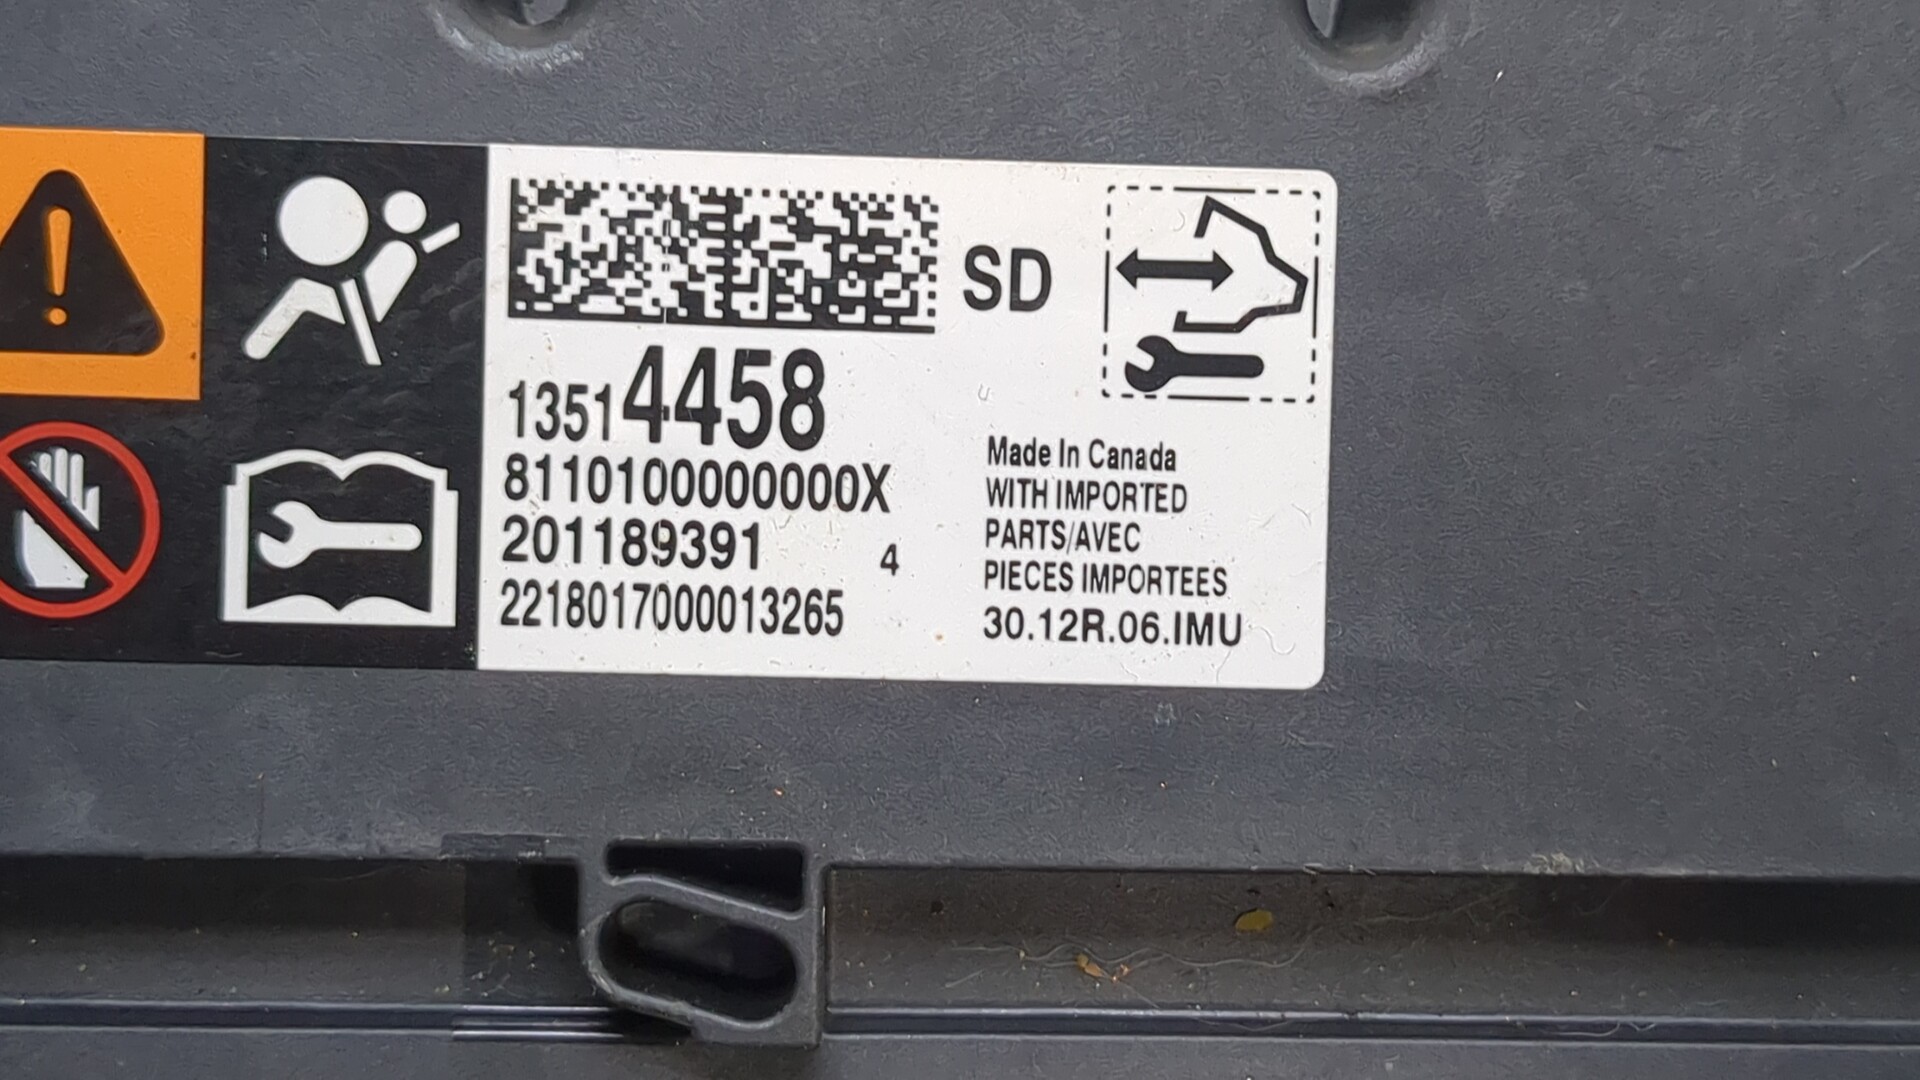 SD
13514458
8110100000000X
201189391 4
2218017000013265
Made In Canada
WITH IMPORTED
PARTS/AVEC
PIECES IMPORTEES
30.12R.06.IMU